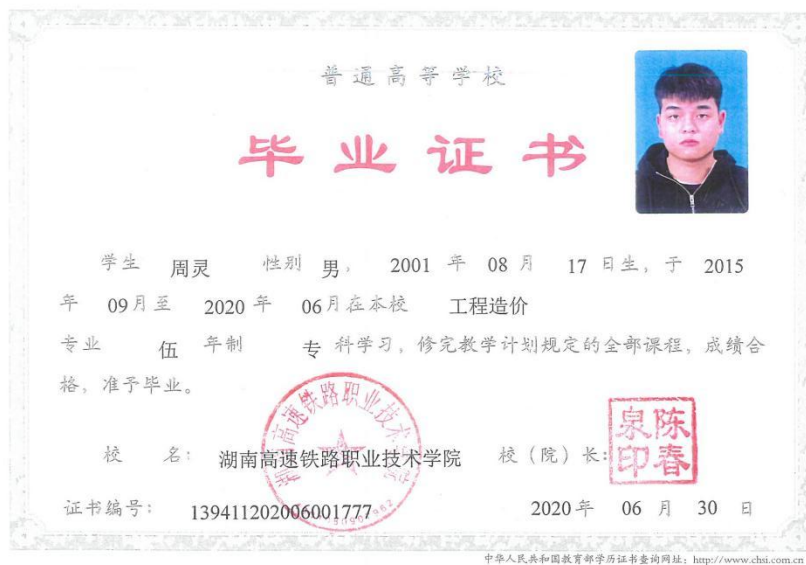 普通高等学校
毕业证书
学生 周灵 性别 男， 2001 年 08 月 17 日生，于 2015
年 09月至 2020 年 06月在本校 工程造价
专业 伍 年制 专 科学习，修完教学计划规定的全部课程，成绩合
格，准予毕业。
校 名： 湖南高速铁路职业技术学院 校（院）长：
陈春泉印
证书编号： 139411202006001777 2020年 06 月 30 日
中华人民共和国教育部学历证书查询网址：http://www.chsi.com.cn